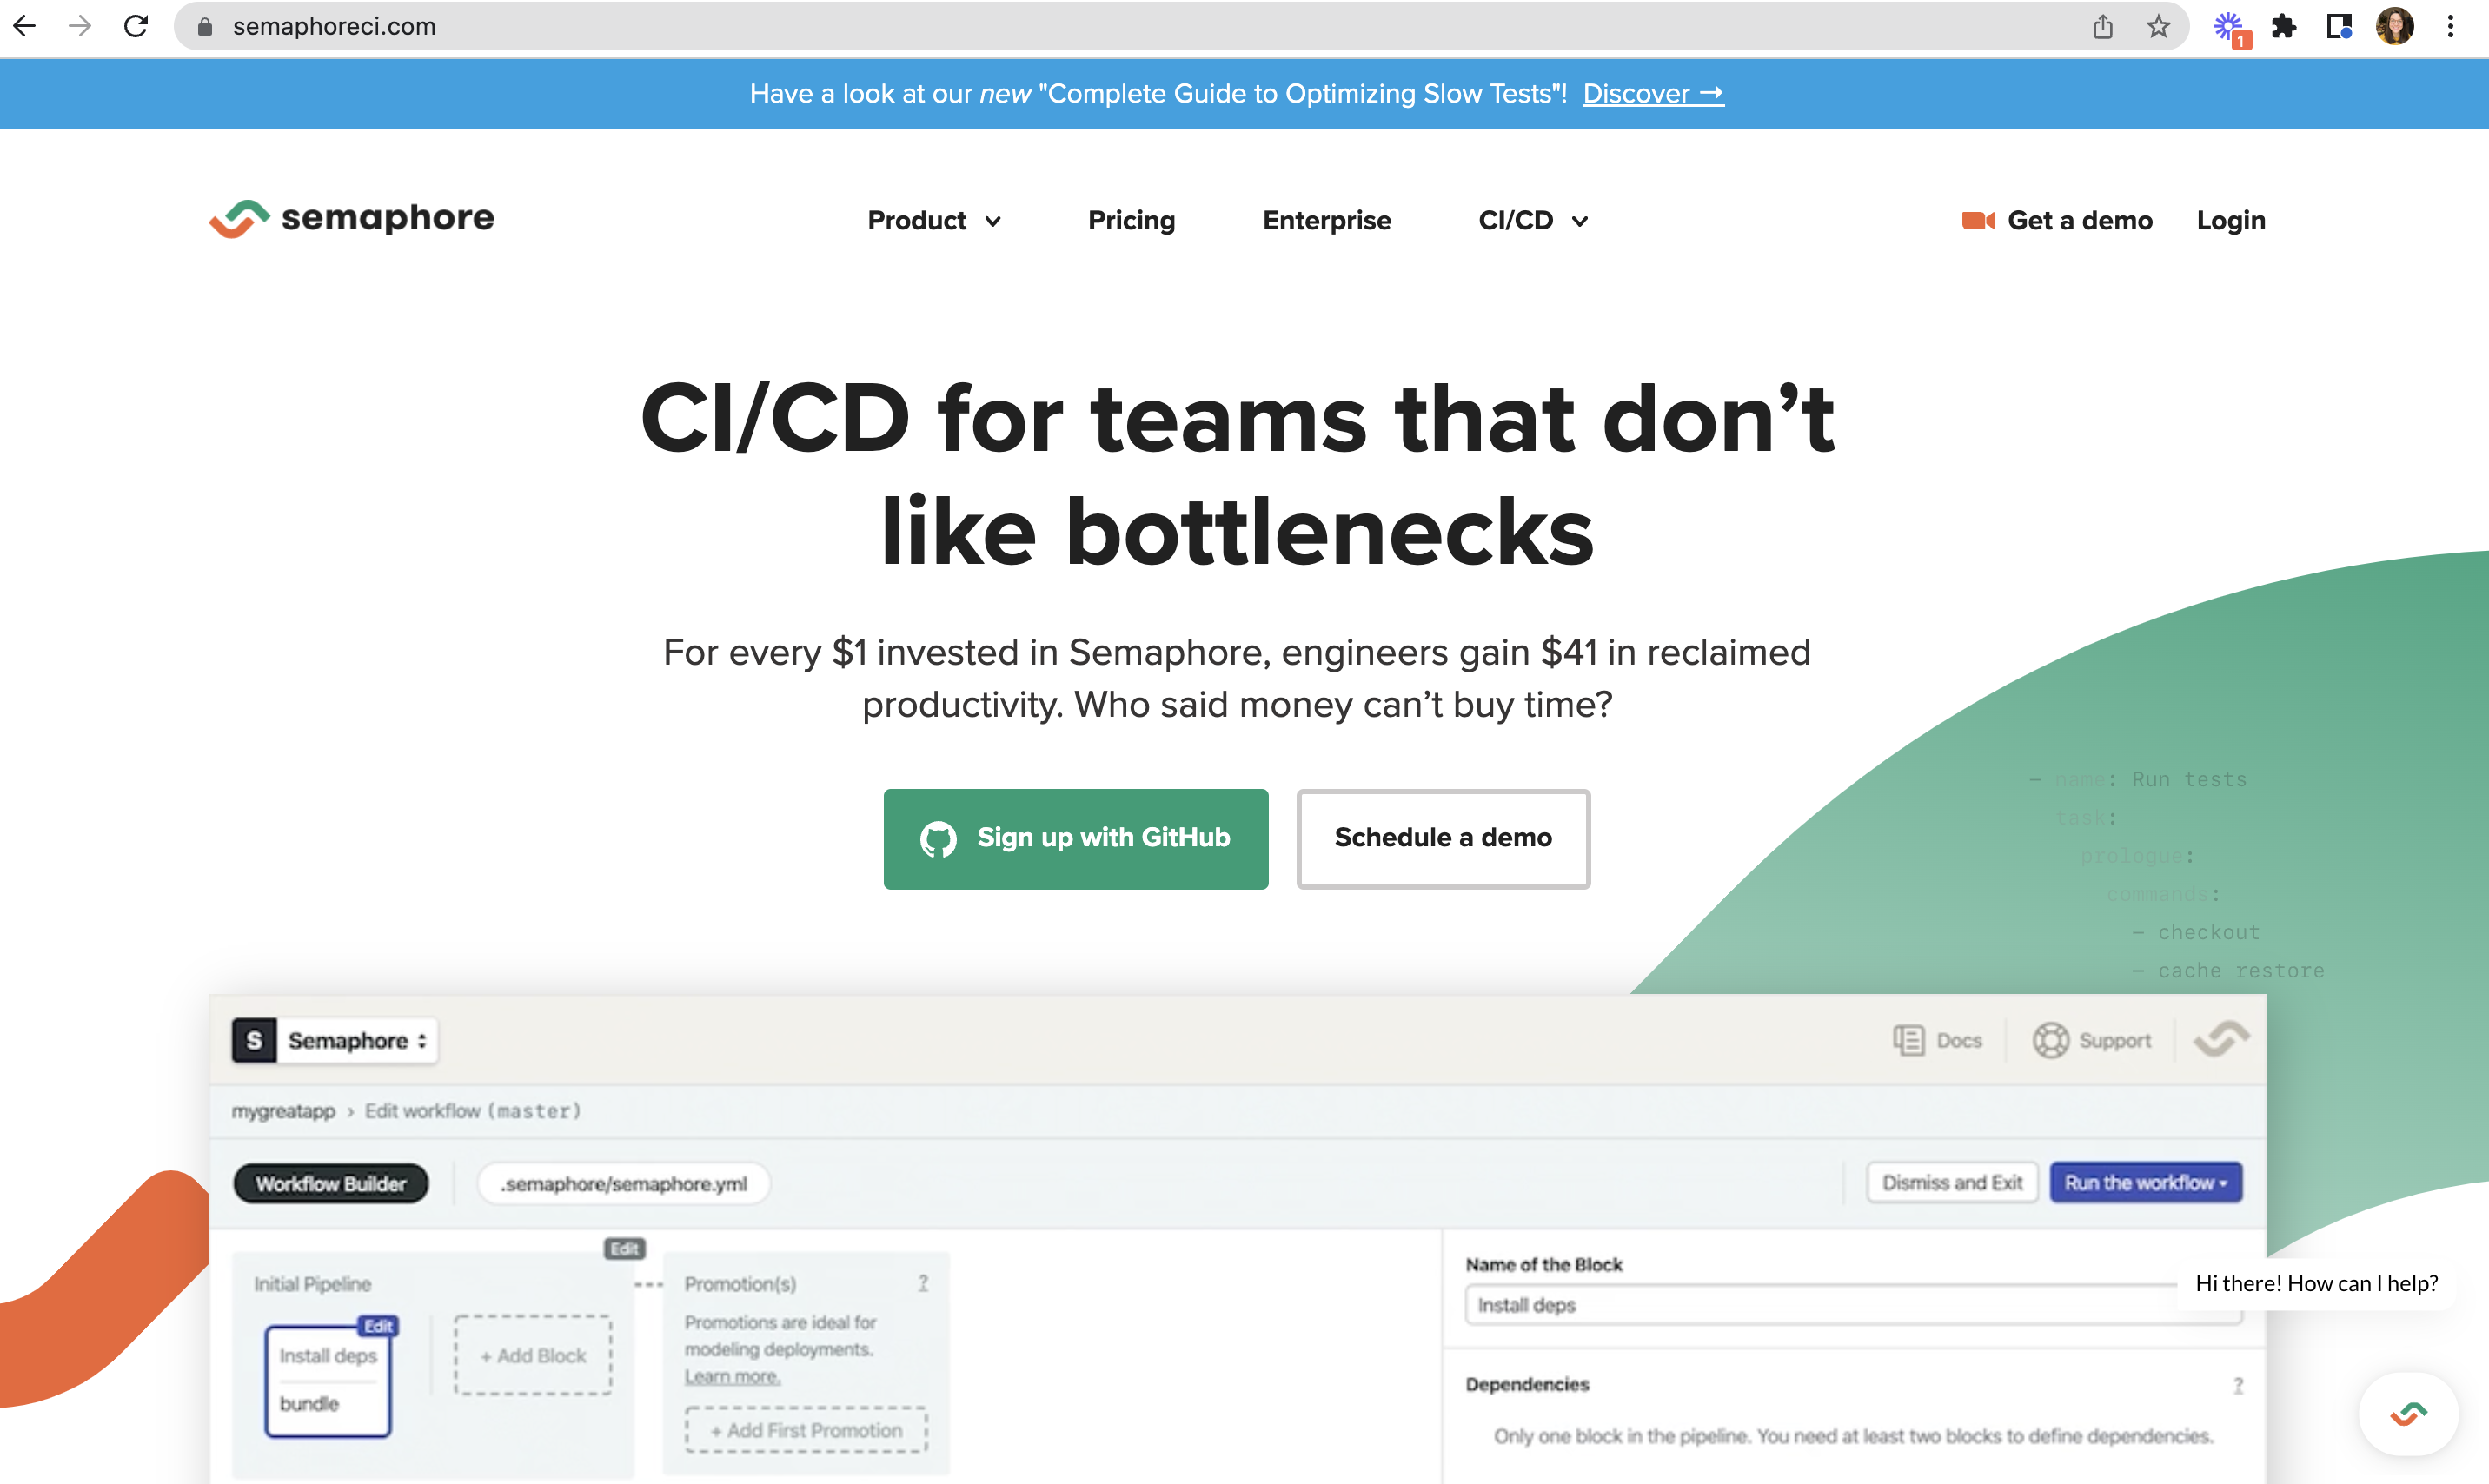 semaphoreci.com
1
Have a look at our new "Complete Guide to Optimizing Slow Tests"! Discover →
semaphore
Product
Pricing
Enterprise
CI/CD
Get a demo
Login
CI/CD for teams that don’t
like bottlenecks
For every $1 invested in Semaphore, engineers gain $41 in reclaimed
productivity. Who said money can’t buy time?
Sign up with GitHub
Schedule a demo
- name: Run tests
task:
prologue:
commands:
- checkout
- cache restore
S Semaphore
Docs
Support
mygreatapp › Edit workflow (master)
Workflow Builder
.semaphore/semaphore.yml
Dismiss and Exit
Run the workflow
Edit
Initial Pipeline
Edit
Install deps
bundle
+ Add Block
Promotion(s) ?
Promotions are ideal for
modeling deployments.
Learn more.
+ Add First Promotion
Name of the Block
Install deps
Hi there! How can I help?
Dependencies ?
Only one block in the pipeline. You need at least two blocks to define dependencies.